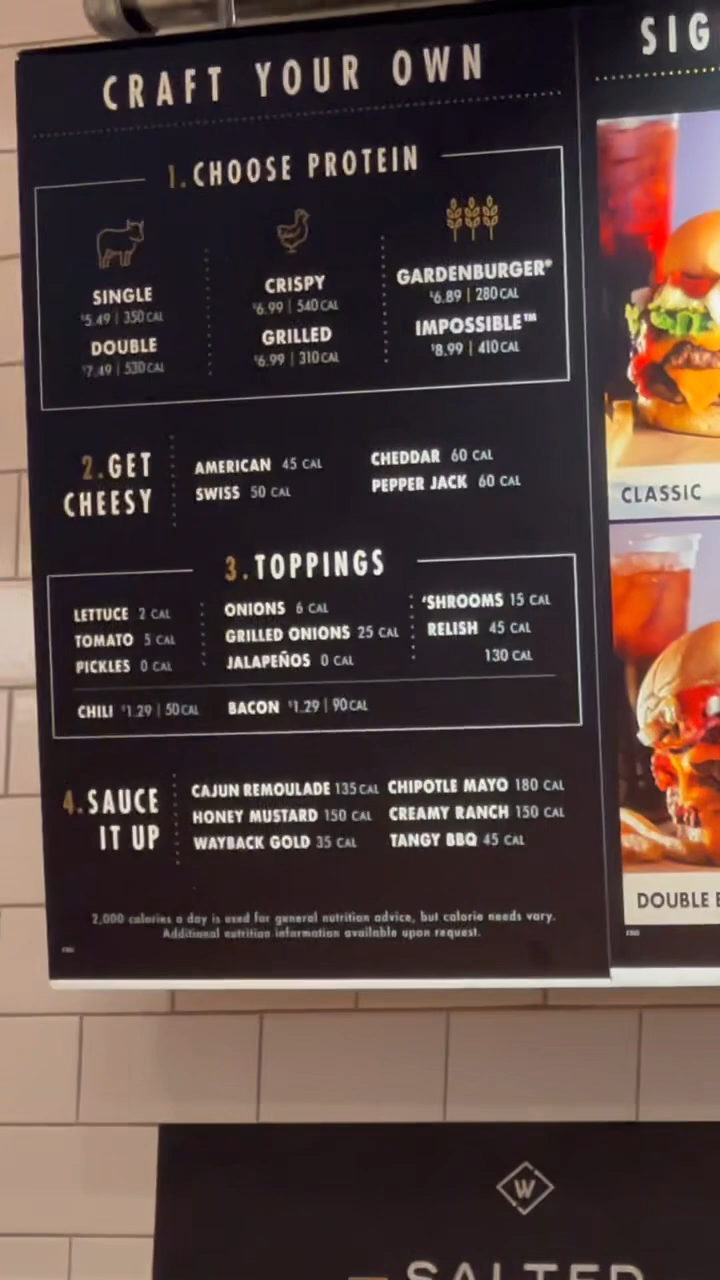 CRAFT YOUR OWN
1. CHOOSE PROTEIN
SINGLE
$5.49 | 350 CAL
DOUBLE
$7.49 | 530 CAL
CRISPY
$6.99 | 540 CAL
GRILLED
$6.99 | 310 CAL
GARDENBURGER®
$6.89 | 280 CAL
IMPOSSIBLE™
$8.99 | 410 CAL
2. GET
CHEESY
AMERICAN 45 CAL
SWISS 50 CAL
CHEDDAR 60 CAL
PEPPER JACK 60 CAL
3. TOPPINGS
LETTUCE 2 CAL
TOMATO 5 CAL
PICKLES 0 CAL
ONIONS 6 CAL
GRILLED ONIONS 25 CAL
JALAPEÑOS 0 CAL
'SHROOMS 15 CAL
RELISH 45 CAL
130 CAL
CHILI $1.29 | 50 CAL
BACON $1.29 | 90 CAL
4. SAUCE
IT UP
CAJUN REMOULADE 135 CAL
HONEY MUSTARD 150 CAL
WAYBACK GOLD 35 CAL
CHIPOTLE MAYO 180 CAL
CREAMY RANCH 150 CAL
TANGY BBQ 45 CAL
2,000 calories a day is used for general nutrition advice, but calorie needs vary.
Additional nutrition information available upon request.
SIG
CLASSIC
DOUBLE B
W
SALTED